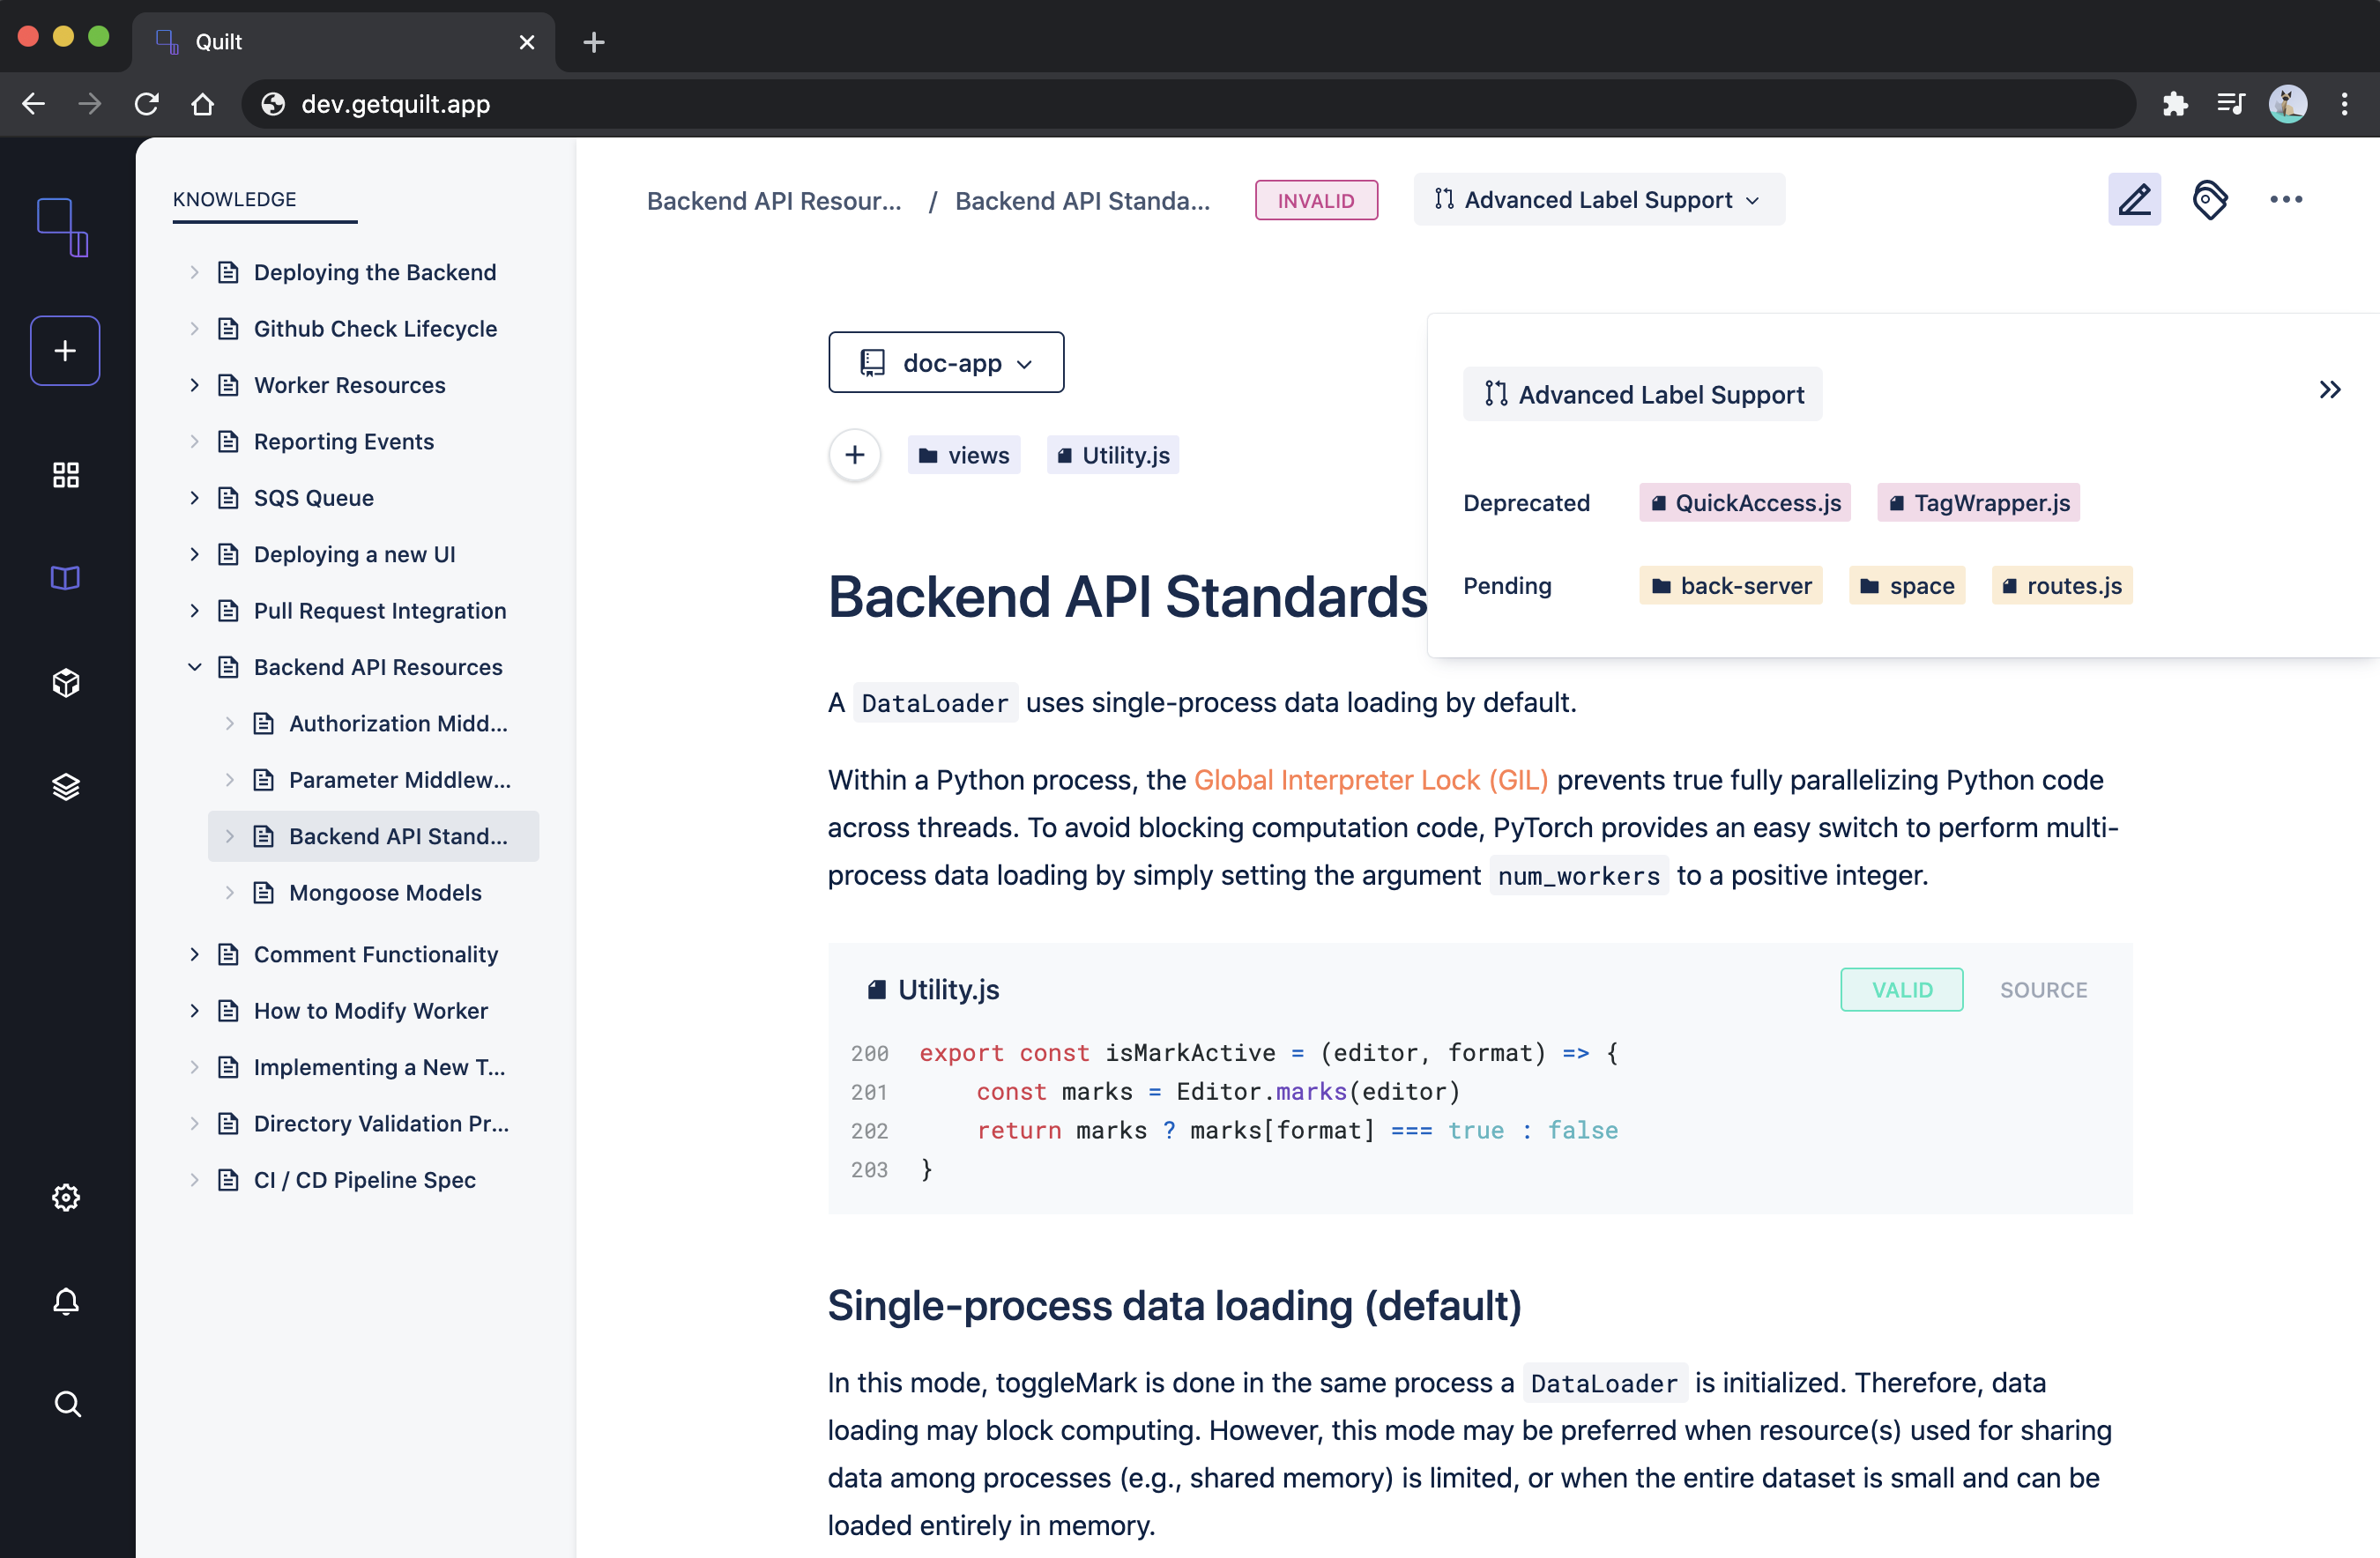 Quilt
dev.getquilt.app
KNOWLEDGE
Deploying the Backend
Github Check Lifecycle
Worker Resources
Reporting Events
SQS Queue
Deploying a new UI
Pull Request Integration
Backend API Resources
Authorization Midd...
Parameter Middlew...
Backend API Stand...
Mongoose Models
Comment Functionality
How to Modify Worker
Implementing a New T...
Directory Validation Pr...
CI / CD Pipeline Spec
Backend API Resour... / Backend API Standa... INVALID Advanced Label Support
doc-app
views Utility.js
Advanced Label Support
Deprecated QuickAccess.js TagWrapper.js
Pending back-server space routes.js
Backend API Standards
A DataLoader uses single-process data loading by default.
Within a Python process, the Global Interpreter Lock (GIL) prevents true fully parallelizing Python code
across threads. To avoid blocking computation code, PyTorch provides an easy switch to perform multi-
process data loading by simply setting the argument num_workers to a positive integer.
Utility.js VALID SOURCE
200 export const isMarkActive = (editor, format) => {
201 const marks = Editor.marks(editor)
202 return marks ? marks[format] === true : false
203 }
Single-process data loading (default)
In this mode, toggleMark is done in the same process a DataLoader is initialized. Therefore, data
loading may block computing. However, this mode may be preferred when resource(s) used for sharing
data among processes (e.g., shared memory) is limited, or when the entire dataset is small and can be
loaded entirely in memory.